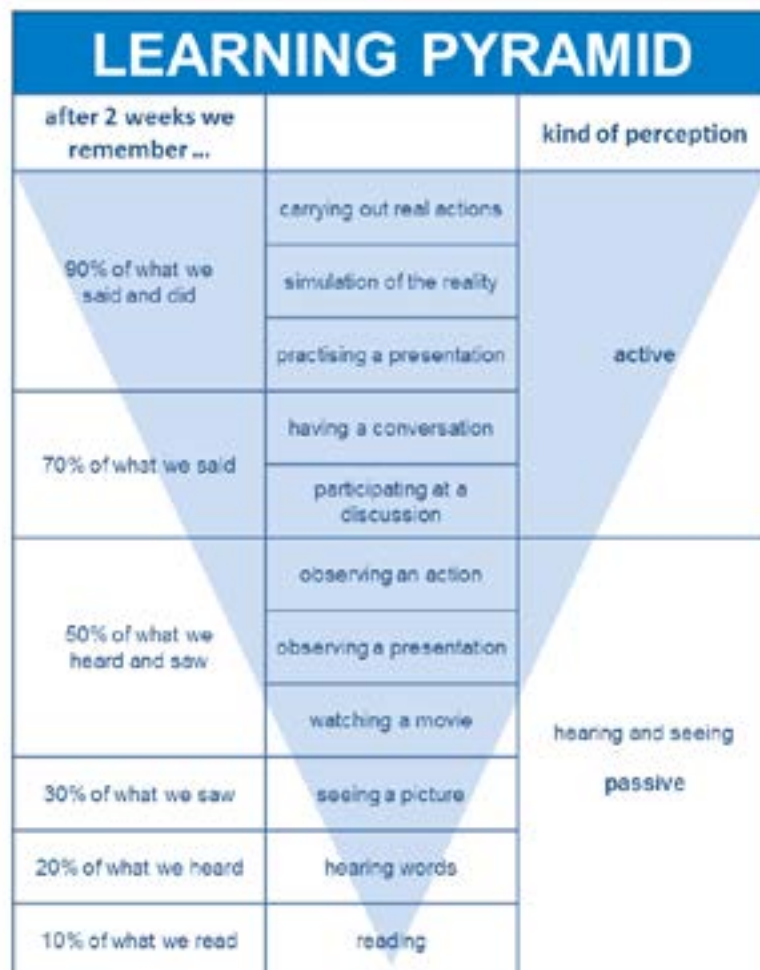 LEARNING PYRAMID
after 2 weeks we
remember ...
kind of perception
90% of what we
said and did
carrying out real actions
simulation of the reality
practising a presentation
active
70% of what we said
having a conversation
participating at a
discussion
50% of what we
heard and saw
observing an action
observing a presentation
watching a movie
hearing and seeing
passive
30% of what we saw
seeing a picture
20% of what we heard
hearing words
10% of what we read
reading